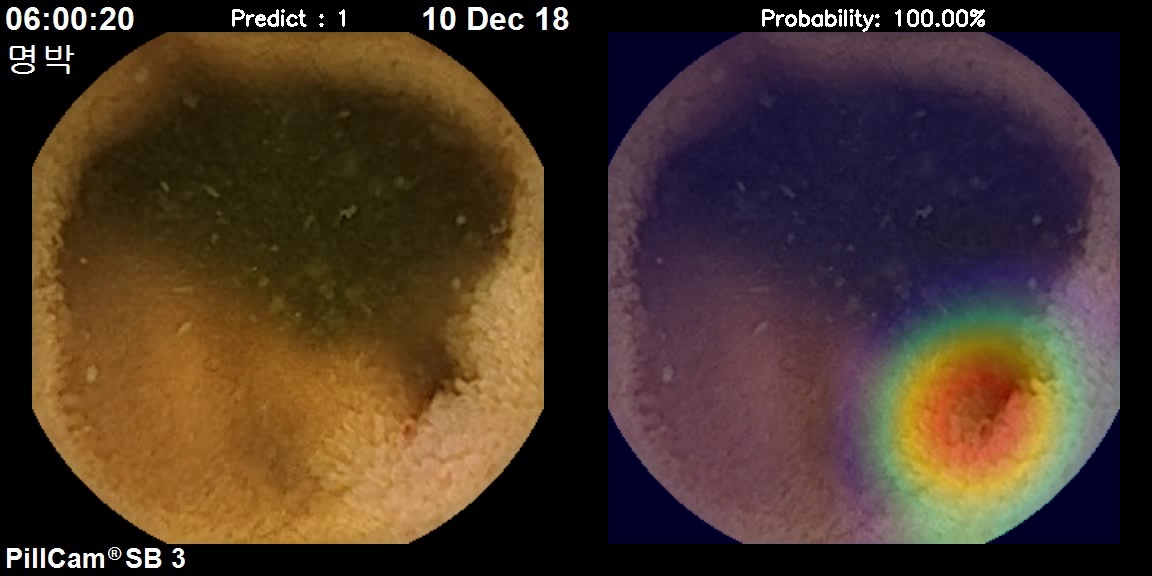 06:00:20
Predict : 1
10 Dec 18
Probability: 100.00%
명박
PillCam® SB 3